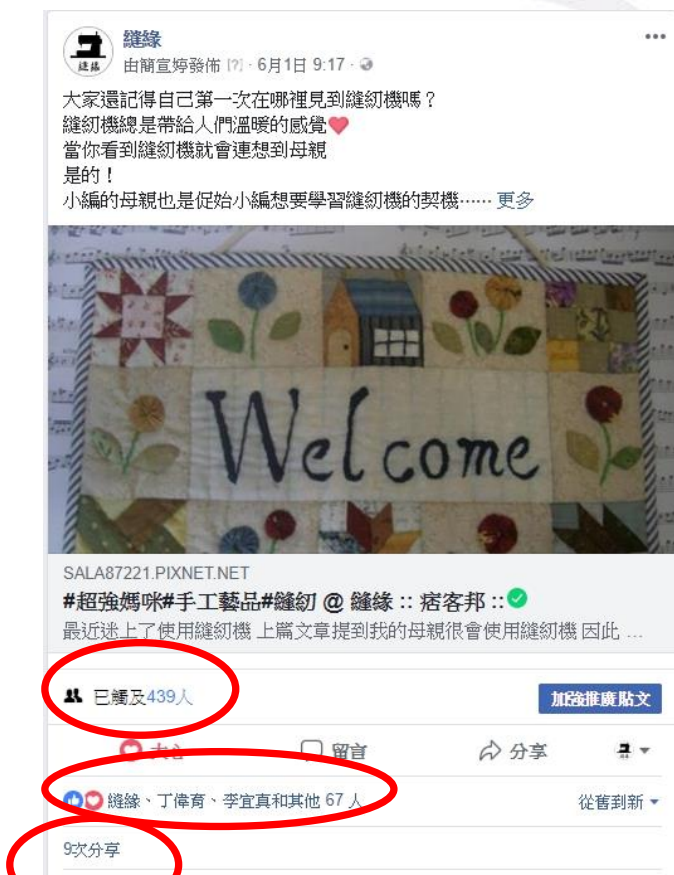 縫緣
縫緣
由簡宣婷發佈 [?] · 6月1日 9:17 ·
大家還記得自己第一次在哪裡見到縫紉機嗎？
縫紉機總是帶給人們溫暖的感覺❤
當你看到縫紉機就會連想到母親
是的！
小編的母親也是促始小編想要學習縫紉機的契機…… 更多
Welcome
SALA87221.PIXNET.NET
#超強媽咪#手工藝品#縫紉 @ 縫緣 :: 痞客邦 ::
最近迷上了使用縫紉機 上篇文章提到我的母親很會使用縫紉機 因此 ...
已觸及439人
加強推廣貼文
大心 留言 分享
縫緣、丁偉育、李宜真和其他 67 人
從舊到新
9次分享